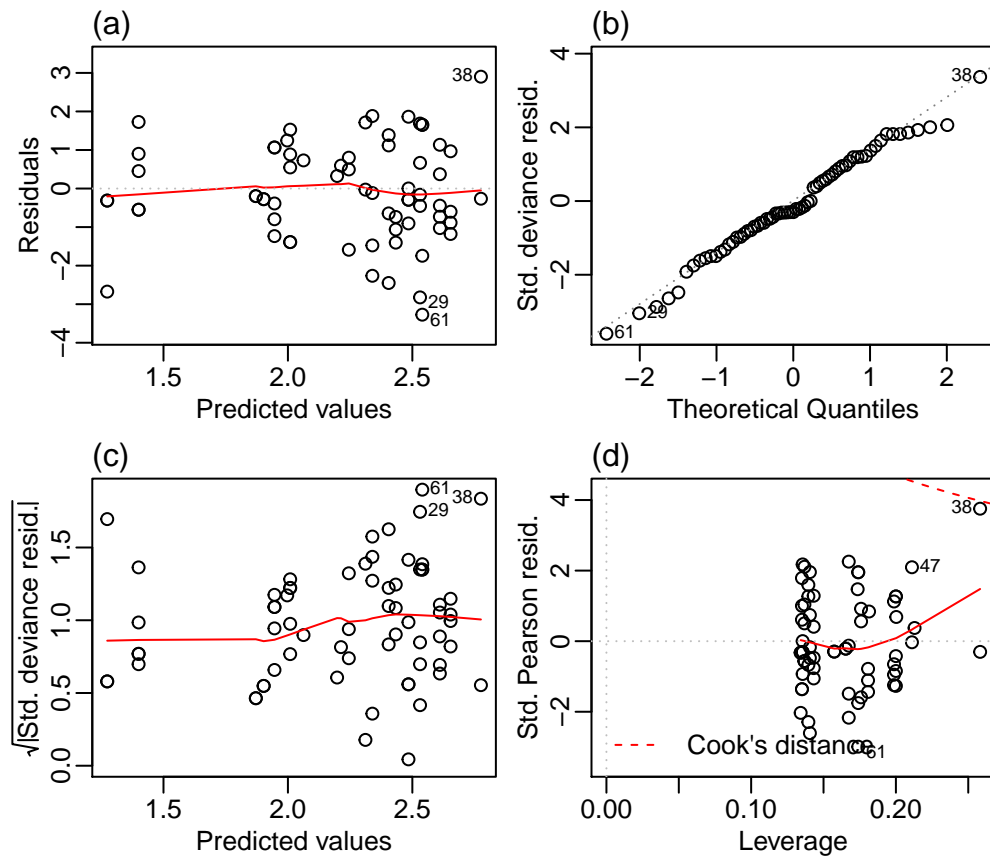 (a)
Residuals
3
2
1
0
−2
−4
38
29
61
1.5 2.0 2.5
Predicted values
(b)
Std. deviance resid.
4
2
0
−2
38
29
61
−2 −1 0 1 2
Theoretical Quantiles
(c)
√|Std. deviance resid.|
1.5
1.0
0.5
0.0
61
38
29
1.5 2.0 2.5
Predicted values
(d)
Std. Pearson resid.
4
2
0
−2
38
47
61
Cook's distance
0.00 0.10 0.20
Leverage